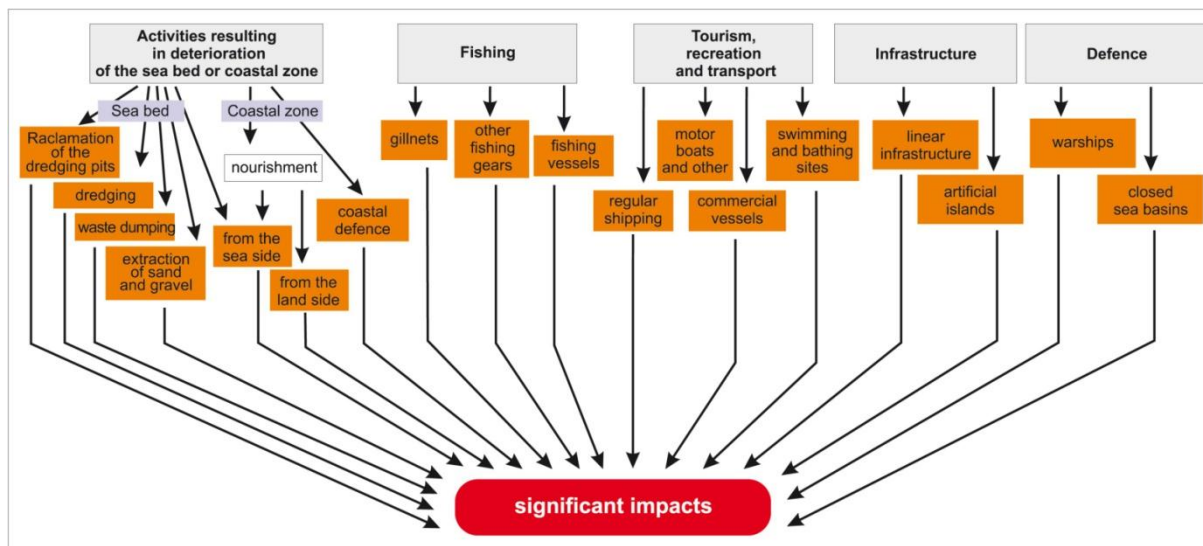 Activities resulting
in deterioration
of the sea bed or coastal zone
Fishing
Tourism,
recreation
and transport
Infrastructure
Defence
Sea bed
Coastal zone
Raclamation
of the
dredging pits
dredging
waste dumping
extraction
of sand
and gravel
nourishment
from the
sea side
from the
land side
coastal
defence
gillnets
other
fishing
gears
fishing
vessels
regular
shipping
motor
boats
and other
commercial
vessels
swimming
and bathing
sites
linear
infrastructure
artificial
islands
warships
closed
sea basins
significant impacts